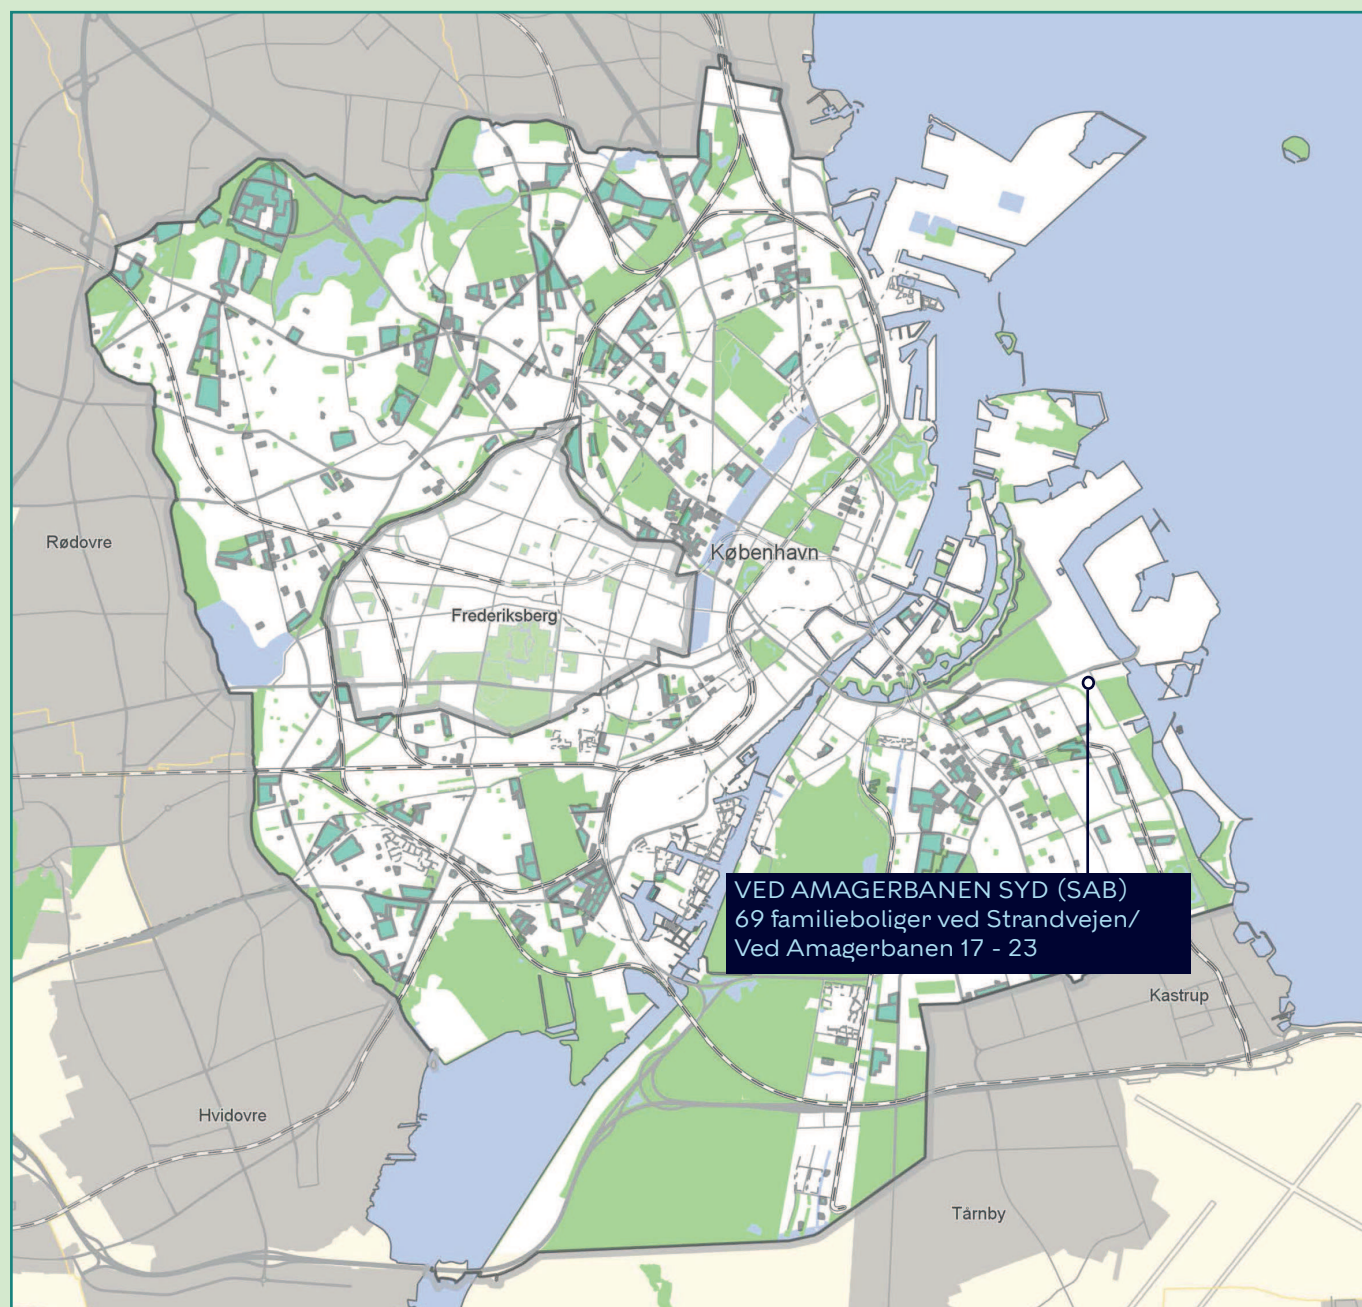 Rødovre
København
Frederiksberg
VED AMAGERBANEN SYD (SAB)
69 familieboliger ved Strandvejen/
Ved Amagerbanen 17 - 23
Kastrup
Hvidovre
Tårnby